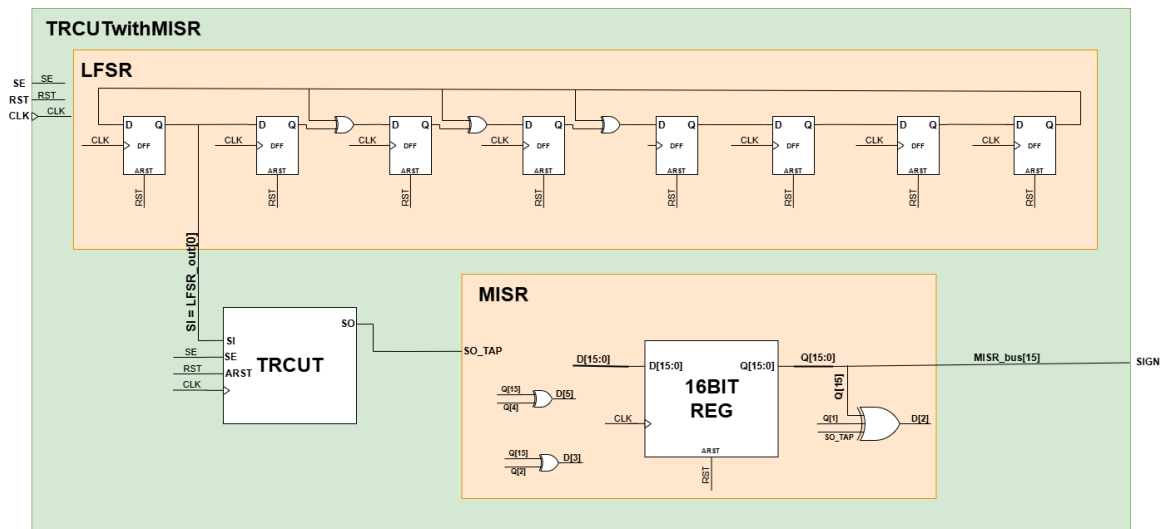 TRCUTwithMISR
LFSR
SE SE
RST RST
CLK CLK
D Q D Q D Q D Q D Q D Q D Q D Q
CLK DFF CLK DFF CLK DFF CLK DFF CLK DFF CLK DFF CLK DFF CLK DFF
ARST ARST ARST ARST ARST ARST ARST ARST
RST RST RST RST RST RST RST RST
SI = LFSR_out[0]
MISR
SO
SI
SE SE
TRCUT
RST ARST
CLK
SO_TAP
D[15:0] D[15:0] Q[15:0] Q[15:0]
MISR_bus[15] SIGN
16BIT
REG
CLK
ARST
RST
Q[15]
Q[4]
D[5]
Q[15]
Q[2]
D[3]
Q[15]
Q[1]
SO_TAP
D[2]